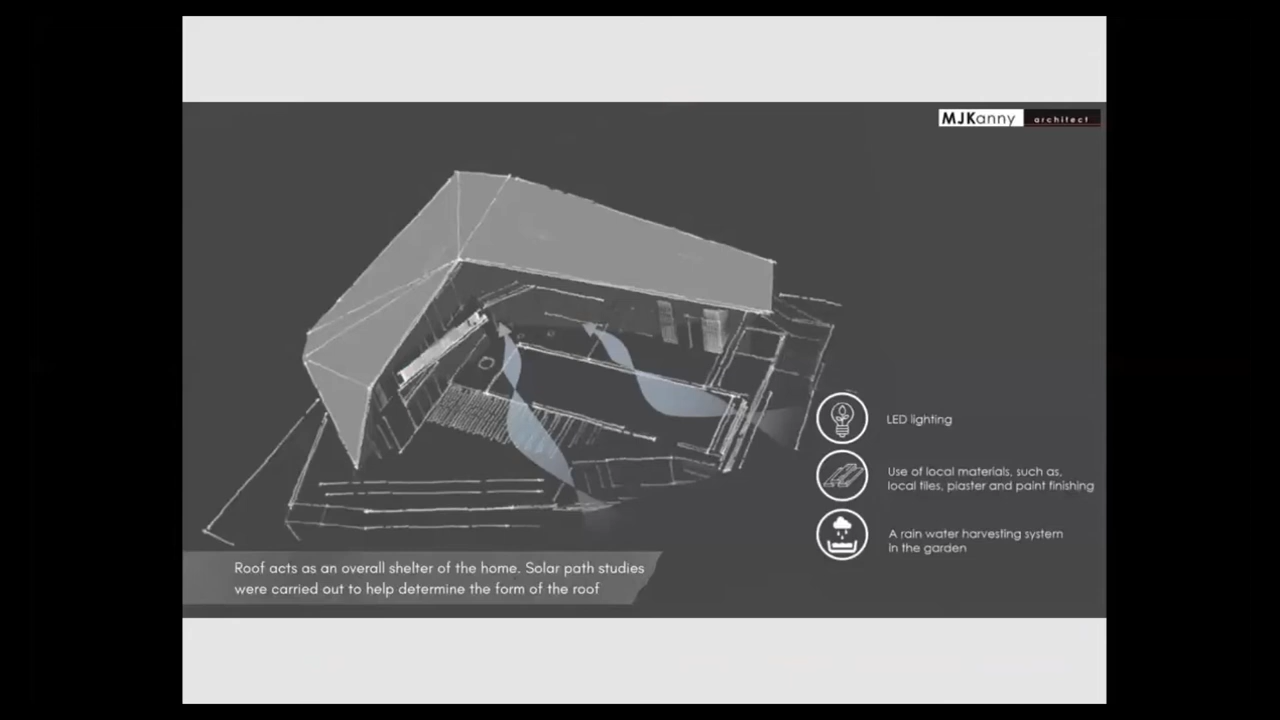 MJKanny architect
LED lighting
Use of local materials, such as,
local tiles, plaster and paint finishing
A rain water harvesting system
in the garden
Roof acts as an overall shelter of the home. Solar path studies
were carried out to help determine the form of the roof